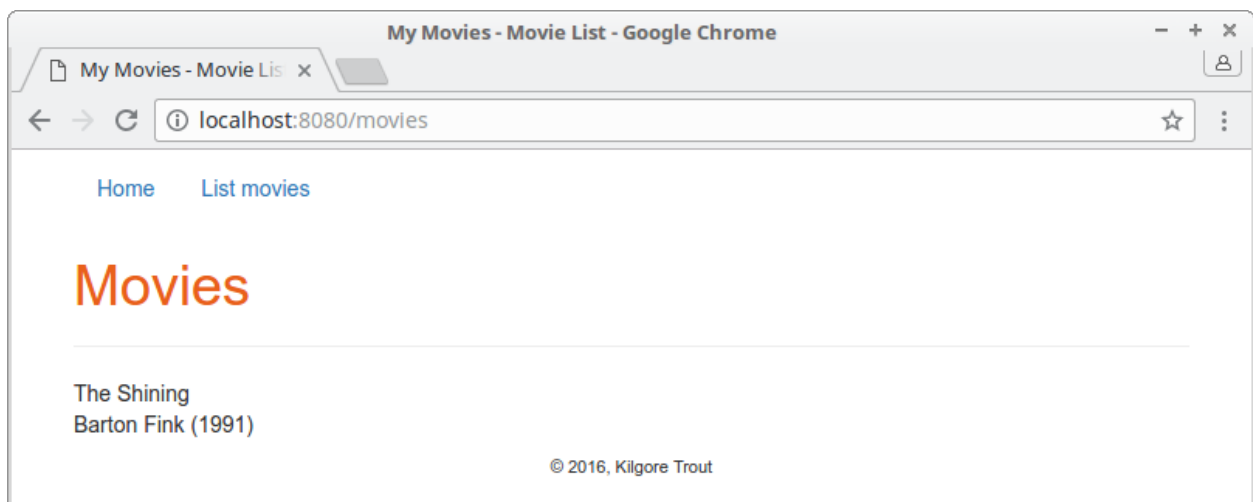 My Movies - Movie List - Google Chrome
My Movies - Movie Lis
localhost:8080/movies
Home List movies
Movies
The Shining
Barton Fink (1991)
© 2016, Kilgore Trout